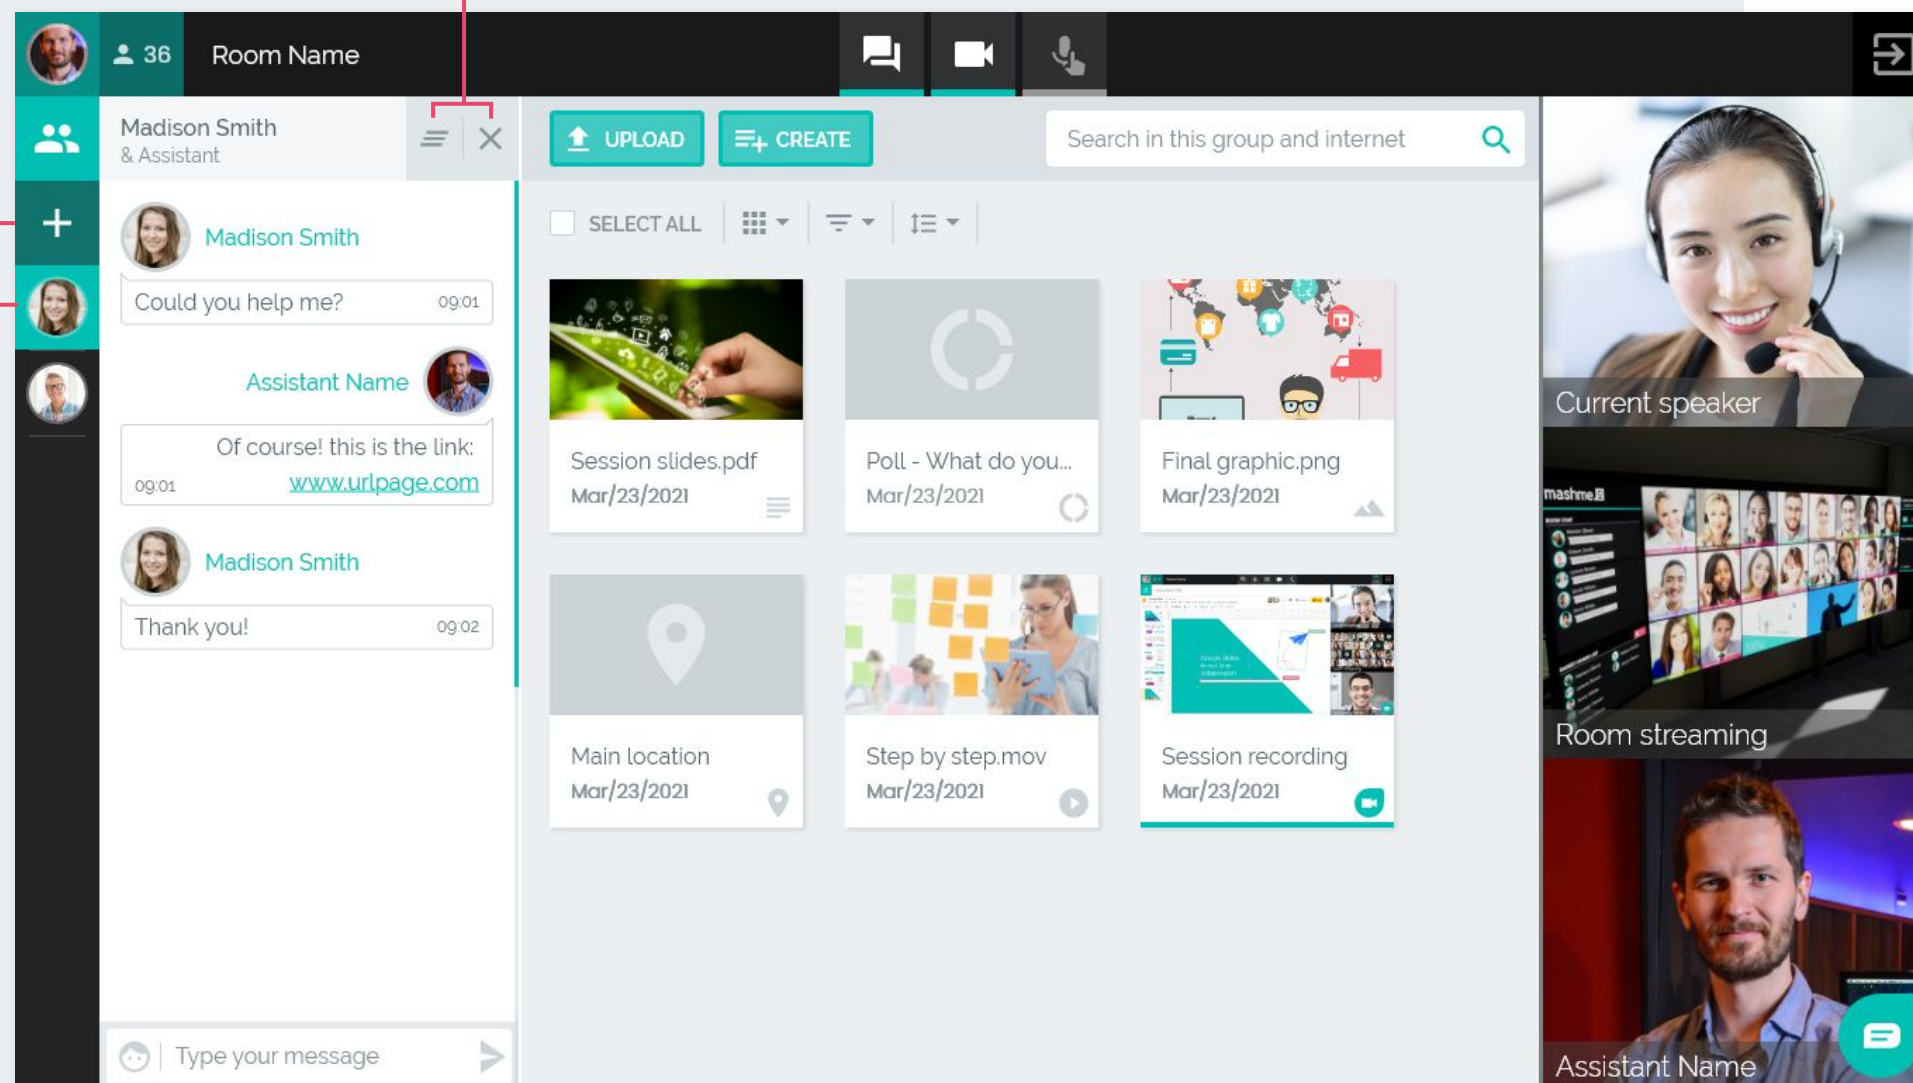 36
Room Name
Madison Smith
& Assistant
UPLOAD
CREATE
Search in this group and internet
Madison Smith
Could you help me?
09:01
Assistant Name
Of course! this is the link:
09:01
www.urlpage.com
Madison Smith
Thank you!
09:02
Type your message
SELECT ALL
Session slides.pdf
Mar/23/2021
Poll - What do you...
Mar/23/2021
Final graphic.png
Mar/23/2021
Main location
Mar/23/2021
Step by step.mov
Mar/23/2021
Session recording
Mar/23/2021
Current speaker
mashme
Room streaming
Assistant Name